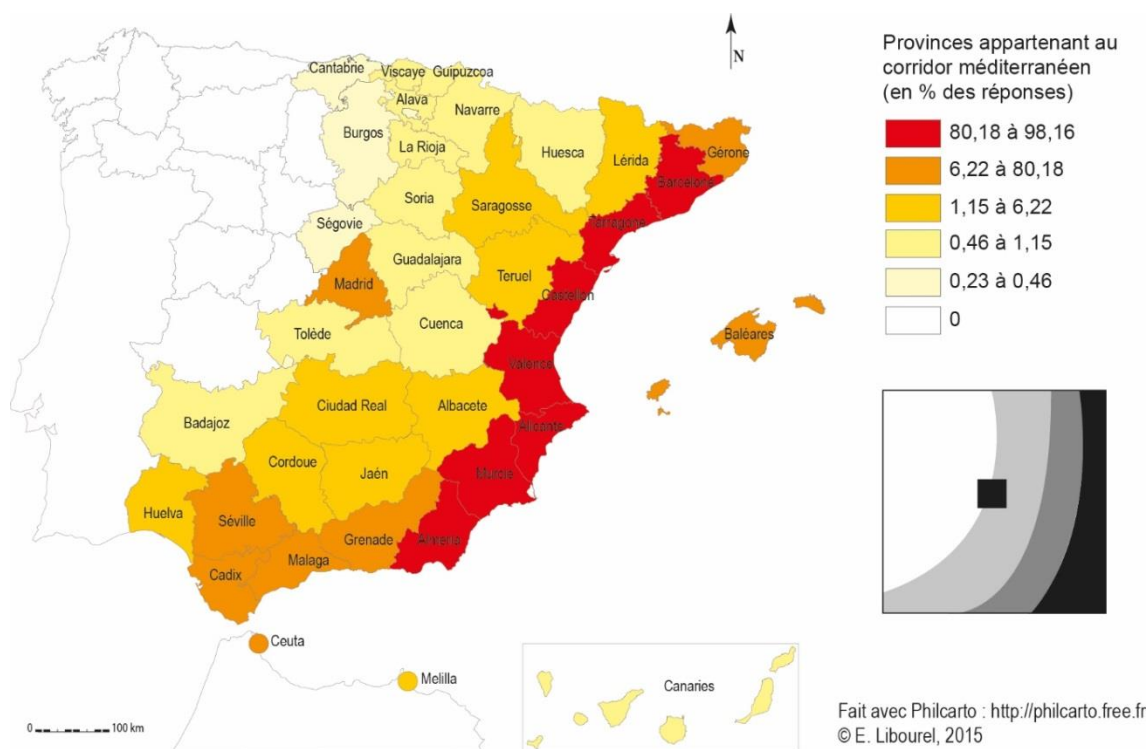 N
Provinces appartenant au
corridor méditerranéen
(en % des réponses)
80,18 à 98,16
6,22 à 80,18
1,15 à 6,22
0,46 à 1,15
0,23 à 0,46
0
Cantabrie
Viscaye
Guipuzcoa
Alava
Navarre
Burgos
La Rioja
Huesca
Lérida
Gérone
Barcelone
Soria
Saragosse
Tarragone
Ségovie
Guadalajara
Teruel
Madrid
Castellon
Cuenca
Tolède
Baléares
Valence
Ciudad Real
Albacete
Badajoz
Alicante
Cordoue
Jaén
Murcie
Huelva
Séville
Grenade
Almeria
Malaga
Cadix
Ceuta
Melilla
Canaries
0 100 km
Fait avec Philcarto : http://philcarto.free.fr
© E. Libourel, 2015